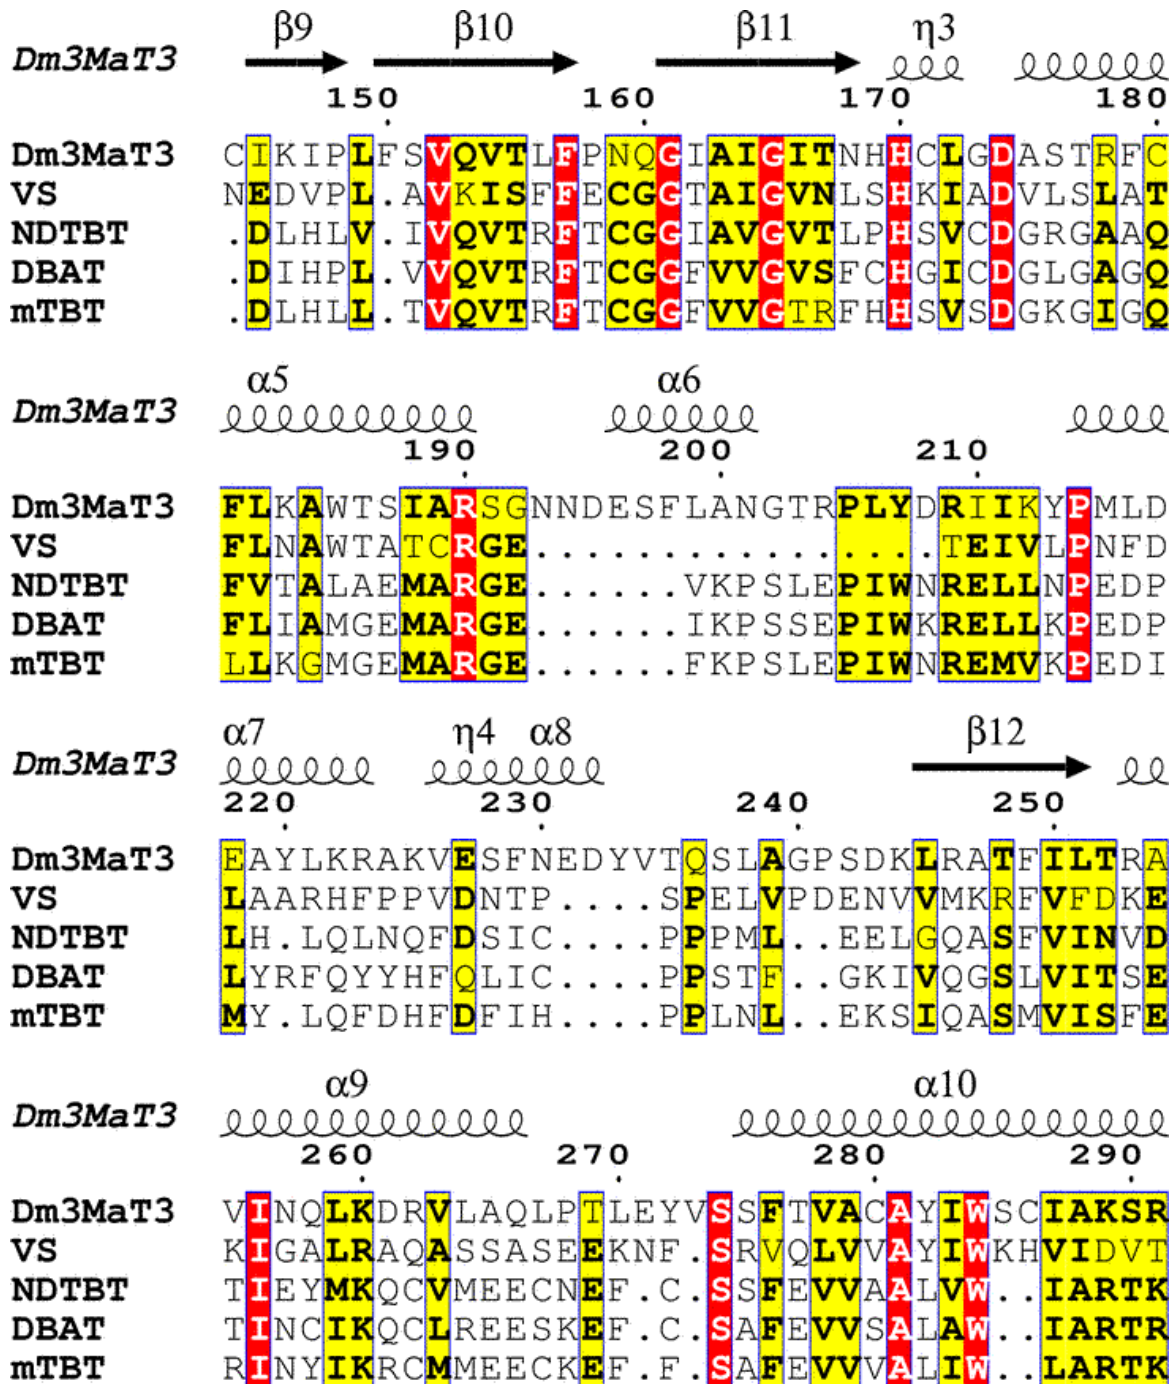 β9 β10 β11 η3
Dm3MaT3
150 160 170 180
Dm3MaT3 CIKIPLFSVQVTLFPNQGIAIGITNHHCLGDASTRFC
VS NEDVPL.AVKISFFECGGTAIGVNLSHKIADVLSLAT
NDTBT .DLHLV.IVQVTRFTCGGIAVGVTLPHSVCDGRGAAQ
DBAT .DIHPL.VVQVTRFTCGGFVVGVSFCHGICDGLGAGQ
mTBT .DLHLL.TVQVTRFTCGGFVVGTRFHHSVSDGKGIGQ
α5 α6
Dm3MaT3
190 200 210
Dm3MaT3 FLKAWTSIARSGNNDESFLANGTRPLYDRIIKYPMLD
VS FLNAWTATCRGE................TEIVLPNFD
NDTBT FVTALAEMARGE......VKPSLEPIWNRELLNPEDP
DBAT FLIAMGEMARGE......IKPSSEPIWKRELLKPEDP
mTBT LLKGMGEMARGE......FKPSLEPIWNREMVKPEDI
α7 η4 α8 β12
Dm3MaT3
220 230 240 250
Dm3MaT3 EAYLKRAKVESFNEDYVTQSLAGPSDKLRATFILTRA
VS LAARHFPPVDNTP....SPELVPDENVVMKRFVFDKE
NDTBT LH.LQLNQFDSIC....PPPML..EELGQASFVINVD
DBAT LYRFQYYHFQLIC....PPSTF..GKIVQGSLVITSE
mTBT MY.LQFDHFDFIH....PPLNL..EKSIQASMVISFE
α9 α10
Dm3MaT3
260 270 280 290
Dm3MaT3 VINQLKDRVLAQLPTLEYVSSFTVACAYIWSCIAKSR
VS KIGALRAQASSASEEKNF.SRVQLVVAYIWKHVIDVT
NDTBT TIEYMKQCVMEECNEF.C.SSFEVVAALVW..IARTK
DBAT TINCIKQCLREESKEF.C.SAFEVVSALAW..IARTR
mTBT RINYIKRCMMEECKEF.F.SAFEVVVALIW..LARTK